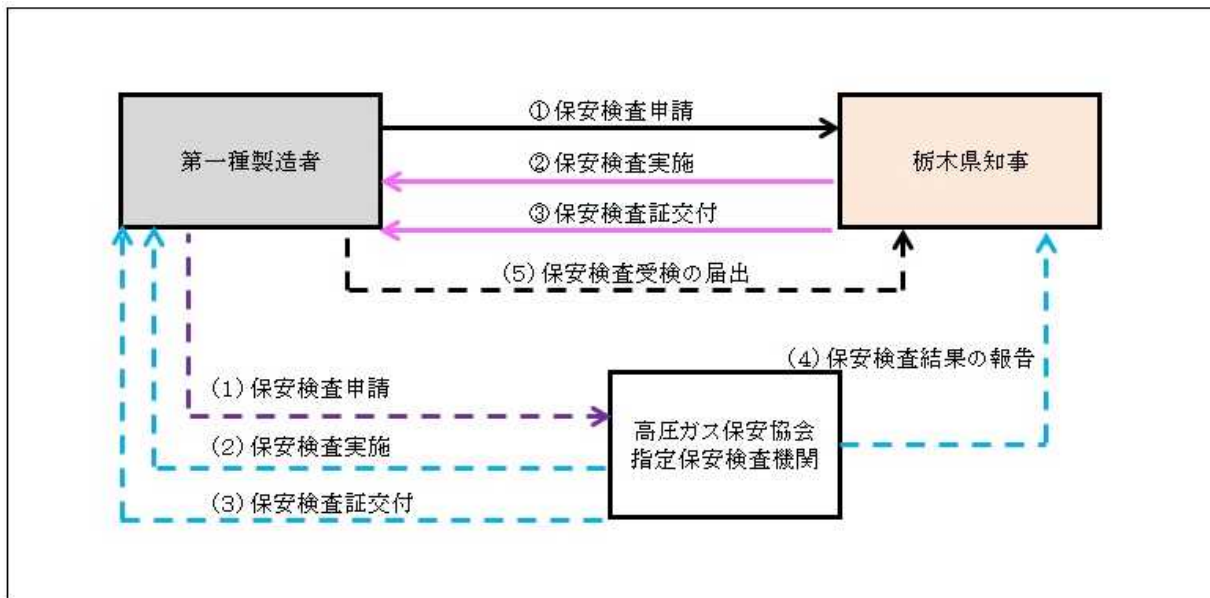 ①保安検査申請
第一種製造者
②保安検査実施
栃木県知事
③保安検査証交付
(5)保安検査受検の届出
(4)保安検査結果の報告
(1)保安検査申請
高圧ガス保安協会
指定保安検査機関
(2)保安検査実施
(3)保安検査証交付